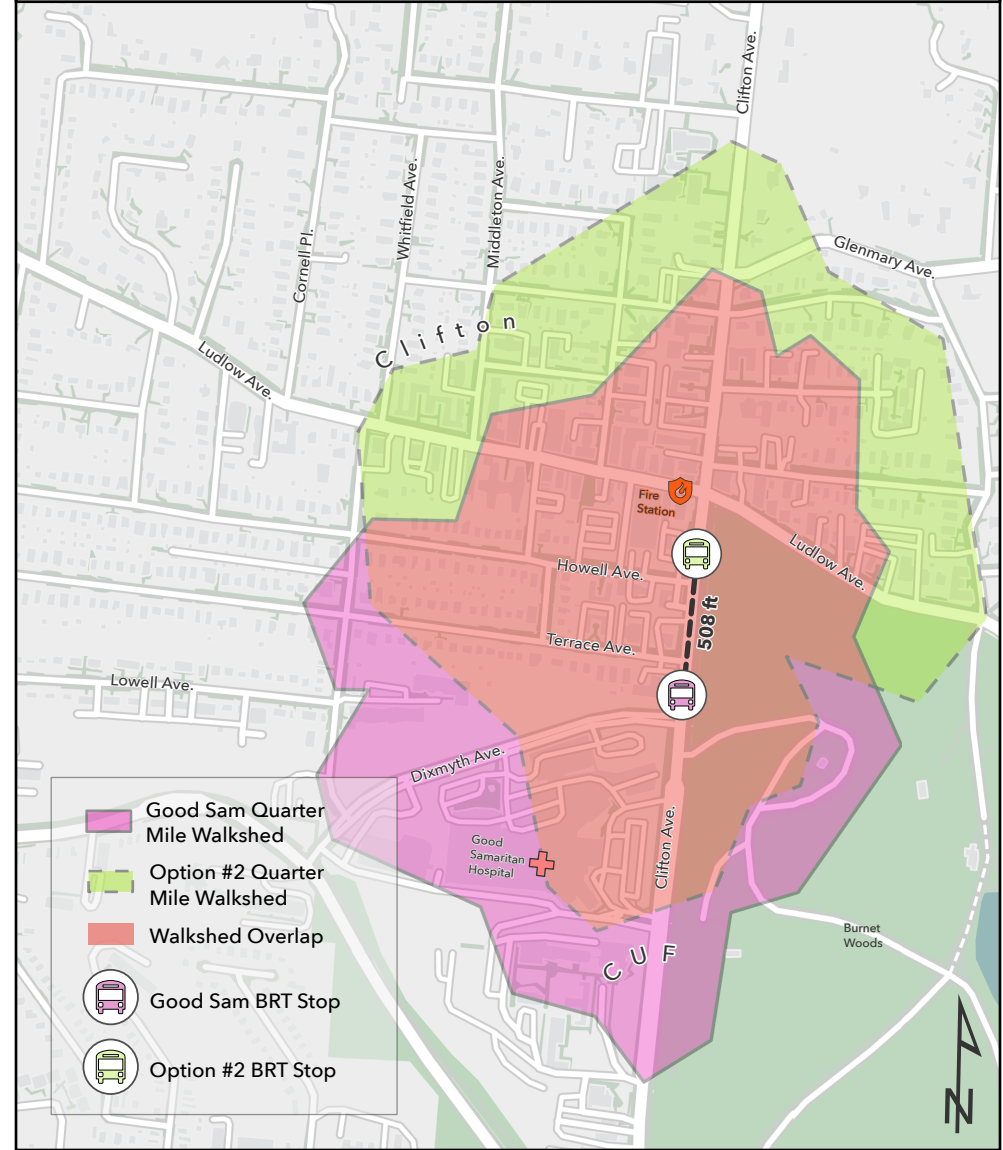 Clifton Ave.
Glenmary Ave.
Middleton Ave.
Whitfield Ave.
Cornell Pl.
Clifton
Ludlow Ave.
Fire
Station
Ludlow Ave.
Howell Ave.
508 ft
Terrace Ave.
Lowell Ave.
Dixmyth Ave.
Clifton Ave.
Good
Samaritan
Hospital
CUF
Burnet
Woods
Good Sam Quarter
Mile Walkshed
Option #2 Quarter
Mile Walkshed
Walkshed Overlap
Good Sam BRT Stop
Option #2 BRT Stop
N